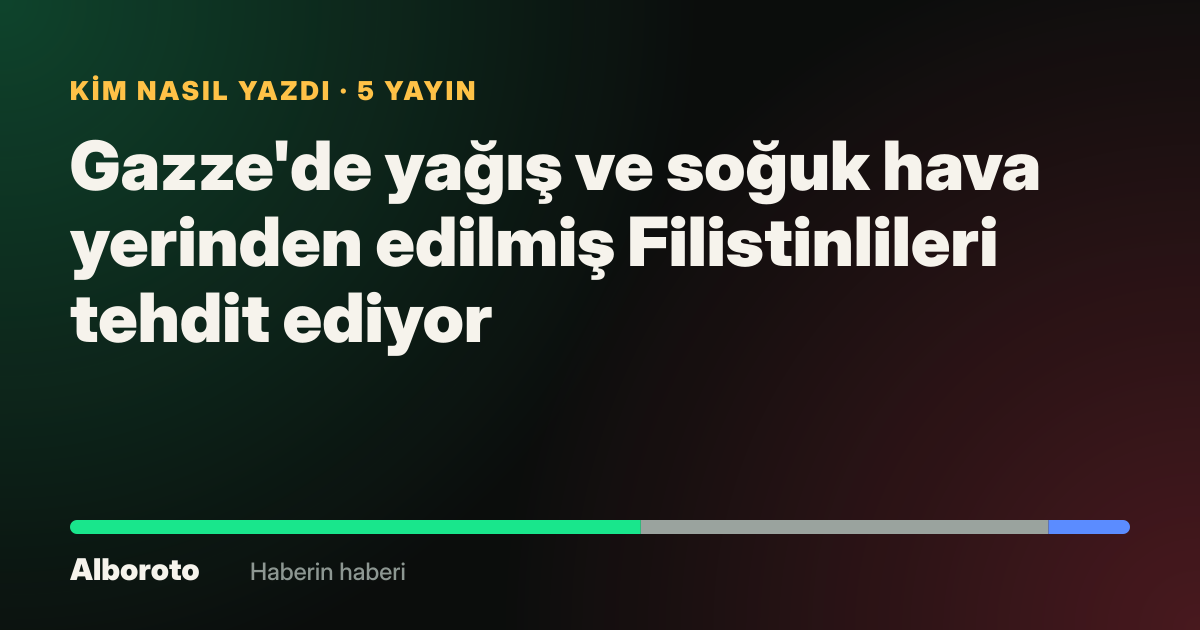 KİM NASIL YAZDI · 5 YAYIN
Gazze'de yağış ve soğuk hava
yerinden edilmiş Filistinlileri
tehdit ediyor
Alboroto
Haberin haberi